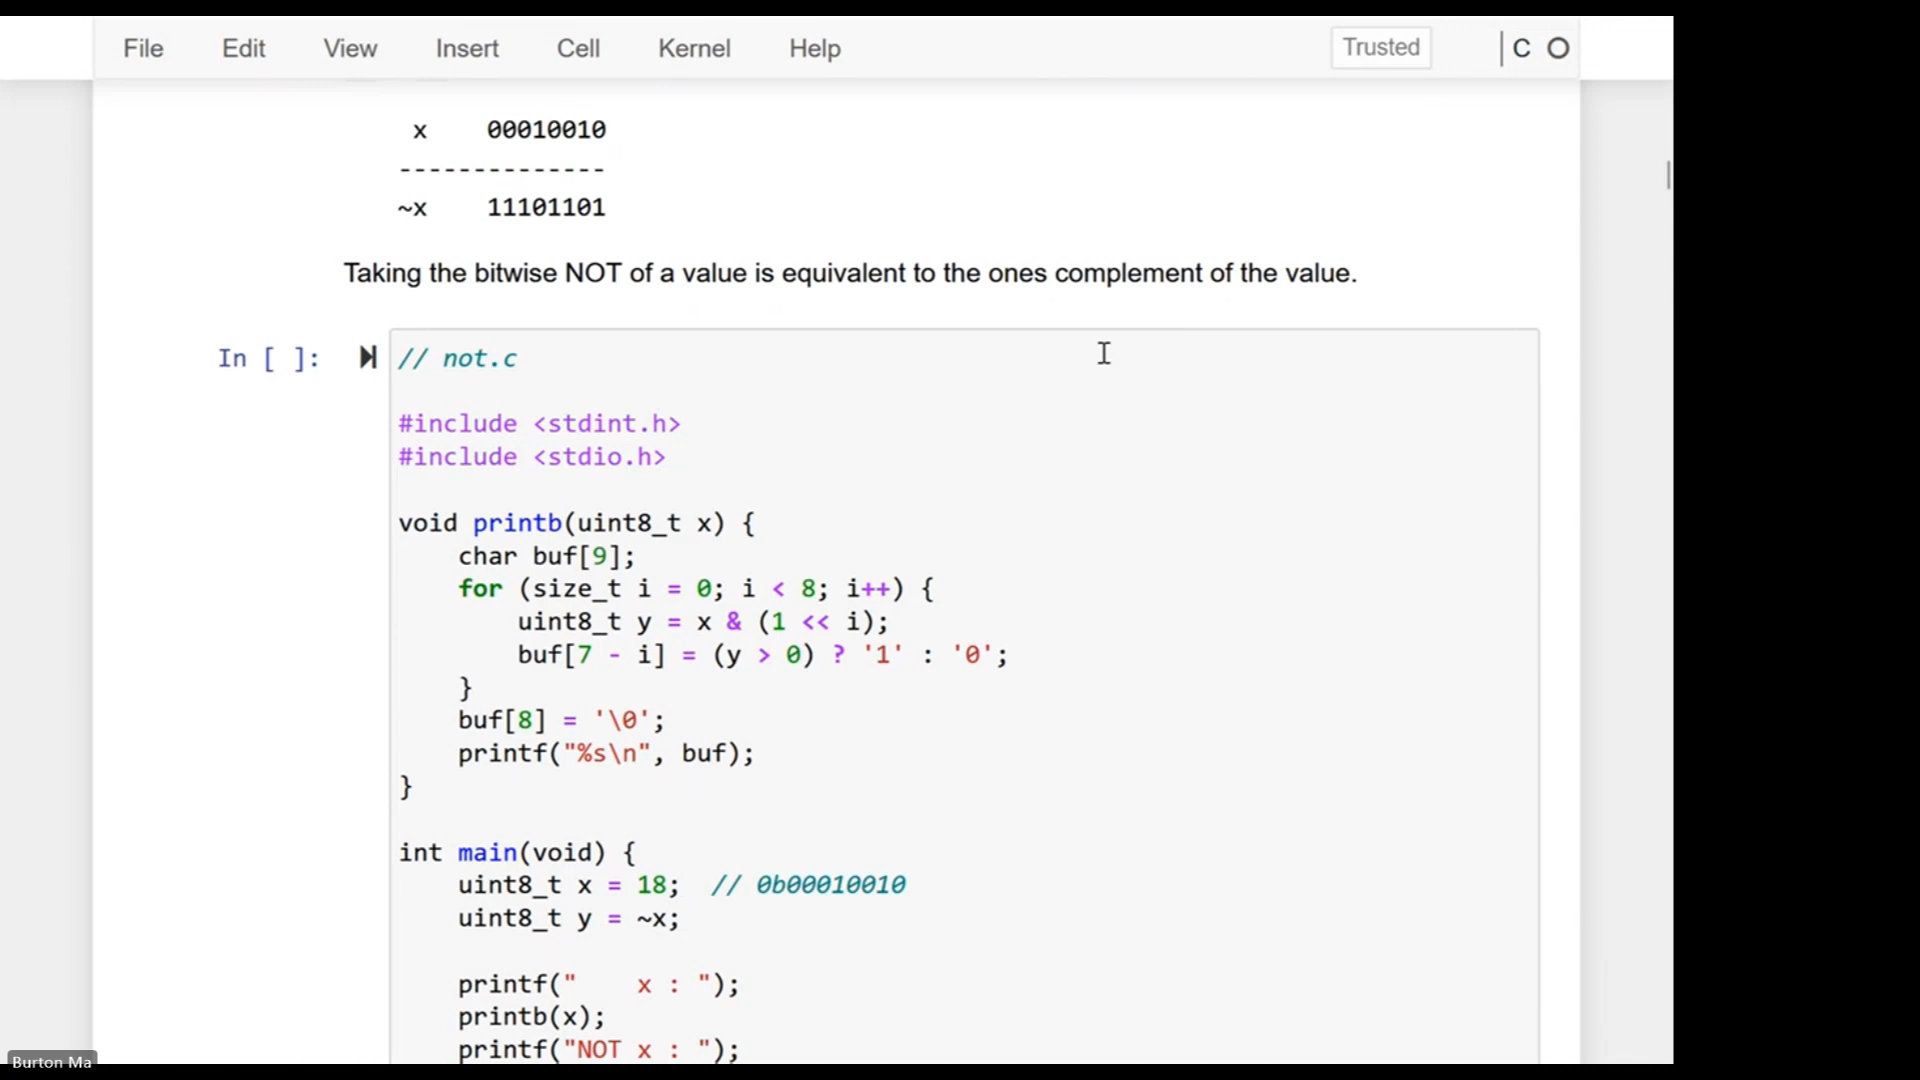 File Edit View Insert Cell Kernel Help Trusted C
x 00010010
--------------
~x 11101101
Taking the bitwise NOT of a value is equivalent to the ones complement of the value.
In [ ]: // not.c
#include <stdint.h>
#include <stdio.h>
void printb(uint8_t x) {
    char buf[9];
    for (size_t i = 0; i < 8; i++) {
        uint8_t y = x & (1 << i);
        buf[7 - i] = (y > 0) ? '1' : '0';
    }
    buf[8] = '\0';
    printf("%s\n", buf);
}
int main(void) {
    uint8_t x = 18;  // 0b00010010
    uint8_t y = ~x;
    printf("    x : ");
    printb(x);
    printf("NOT x : ");
Burton Ma